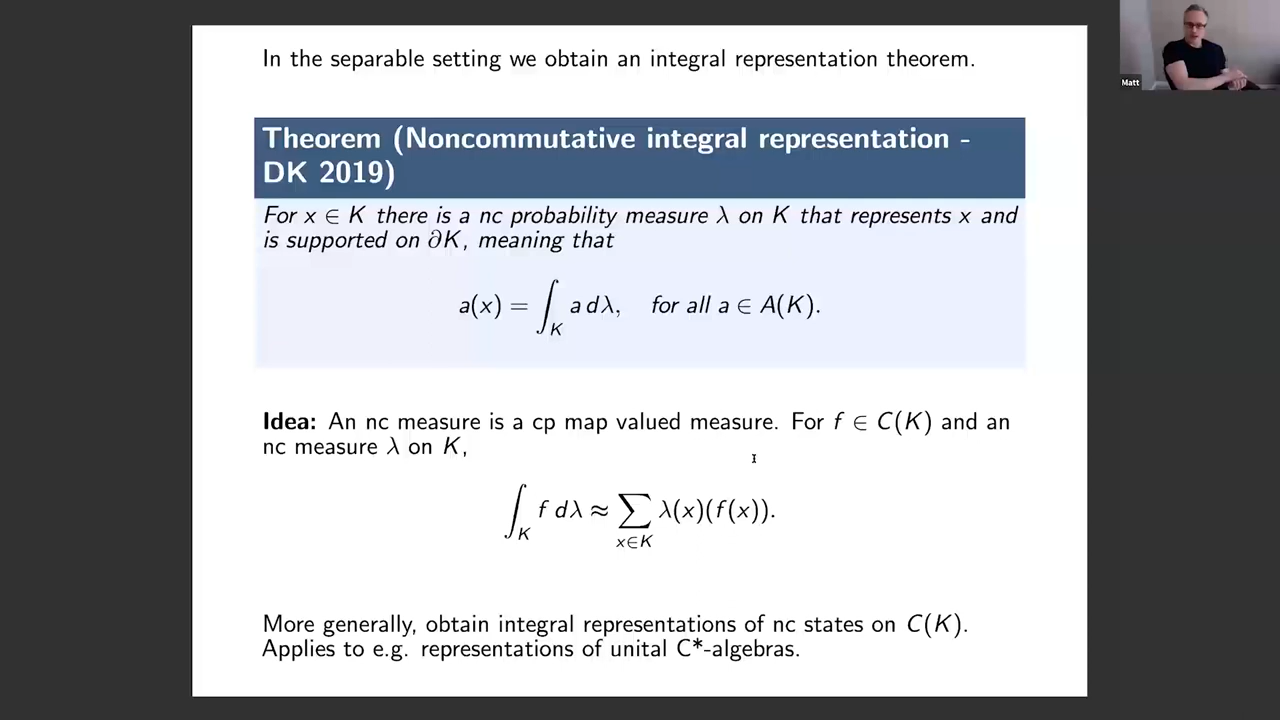 In the separable setting we obtain an integral representation theorem.
Theorem (Noncommutative integral representation -
DK 2019)
For x ∈ K there is a nc probability measure λ on K that represents x and
is supported on ∂K, meaning that
a(x) = ∫_K a dλ, for all a ∈ A(K).
Idea: An nc measure is a cp map valued measure. For f ∈ C(K) and an
nc measure λ on K,
∫_K f dλ ≈ ∑_{x∈K} λ(x)(f(x)).
More generally, obtain integral representations of nc states on C(K).
Applies to e.g. representations of unital C*-algebras.
Matt